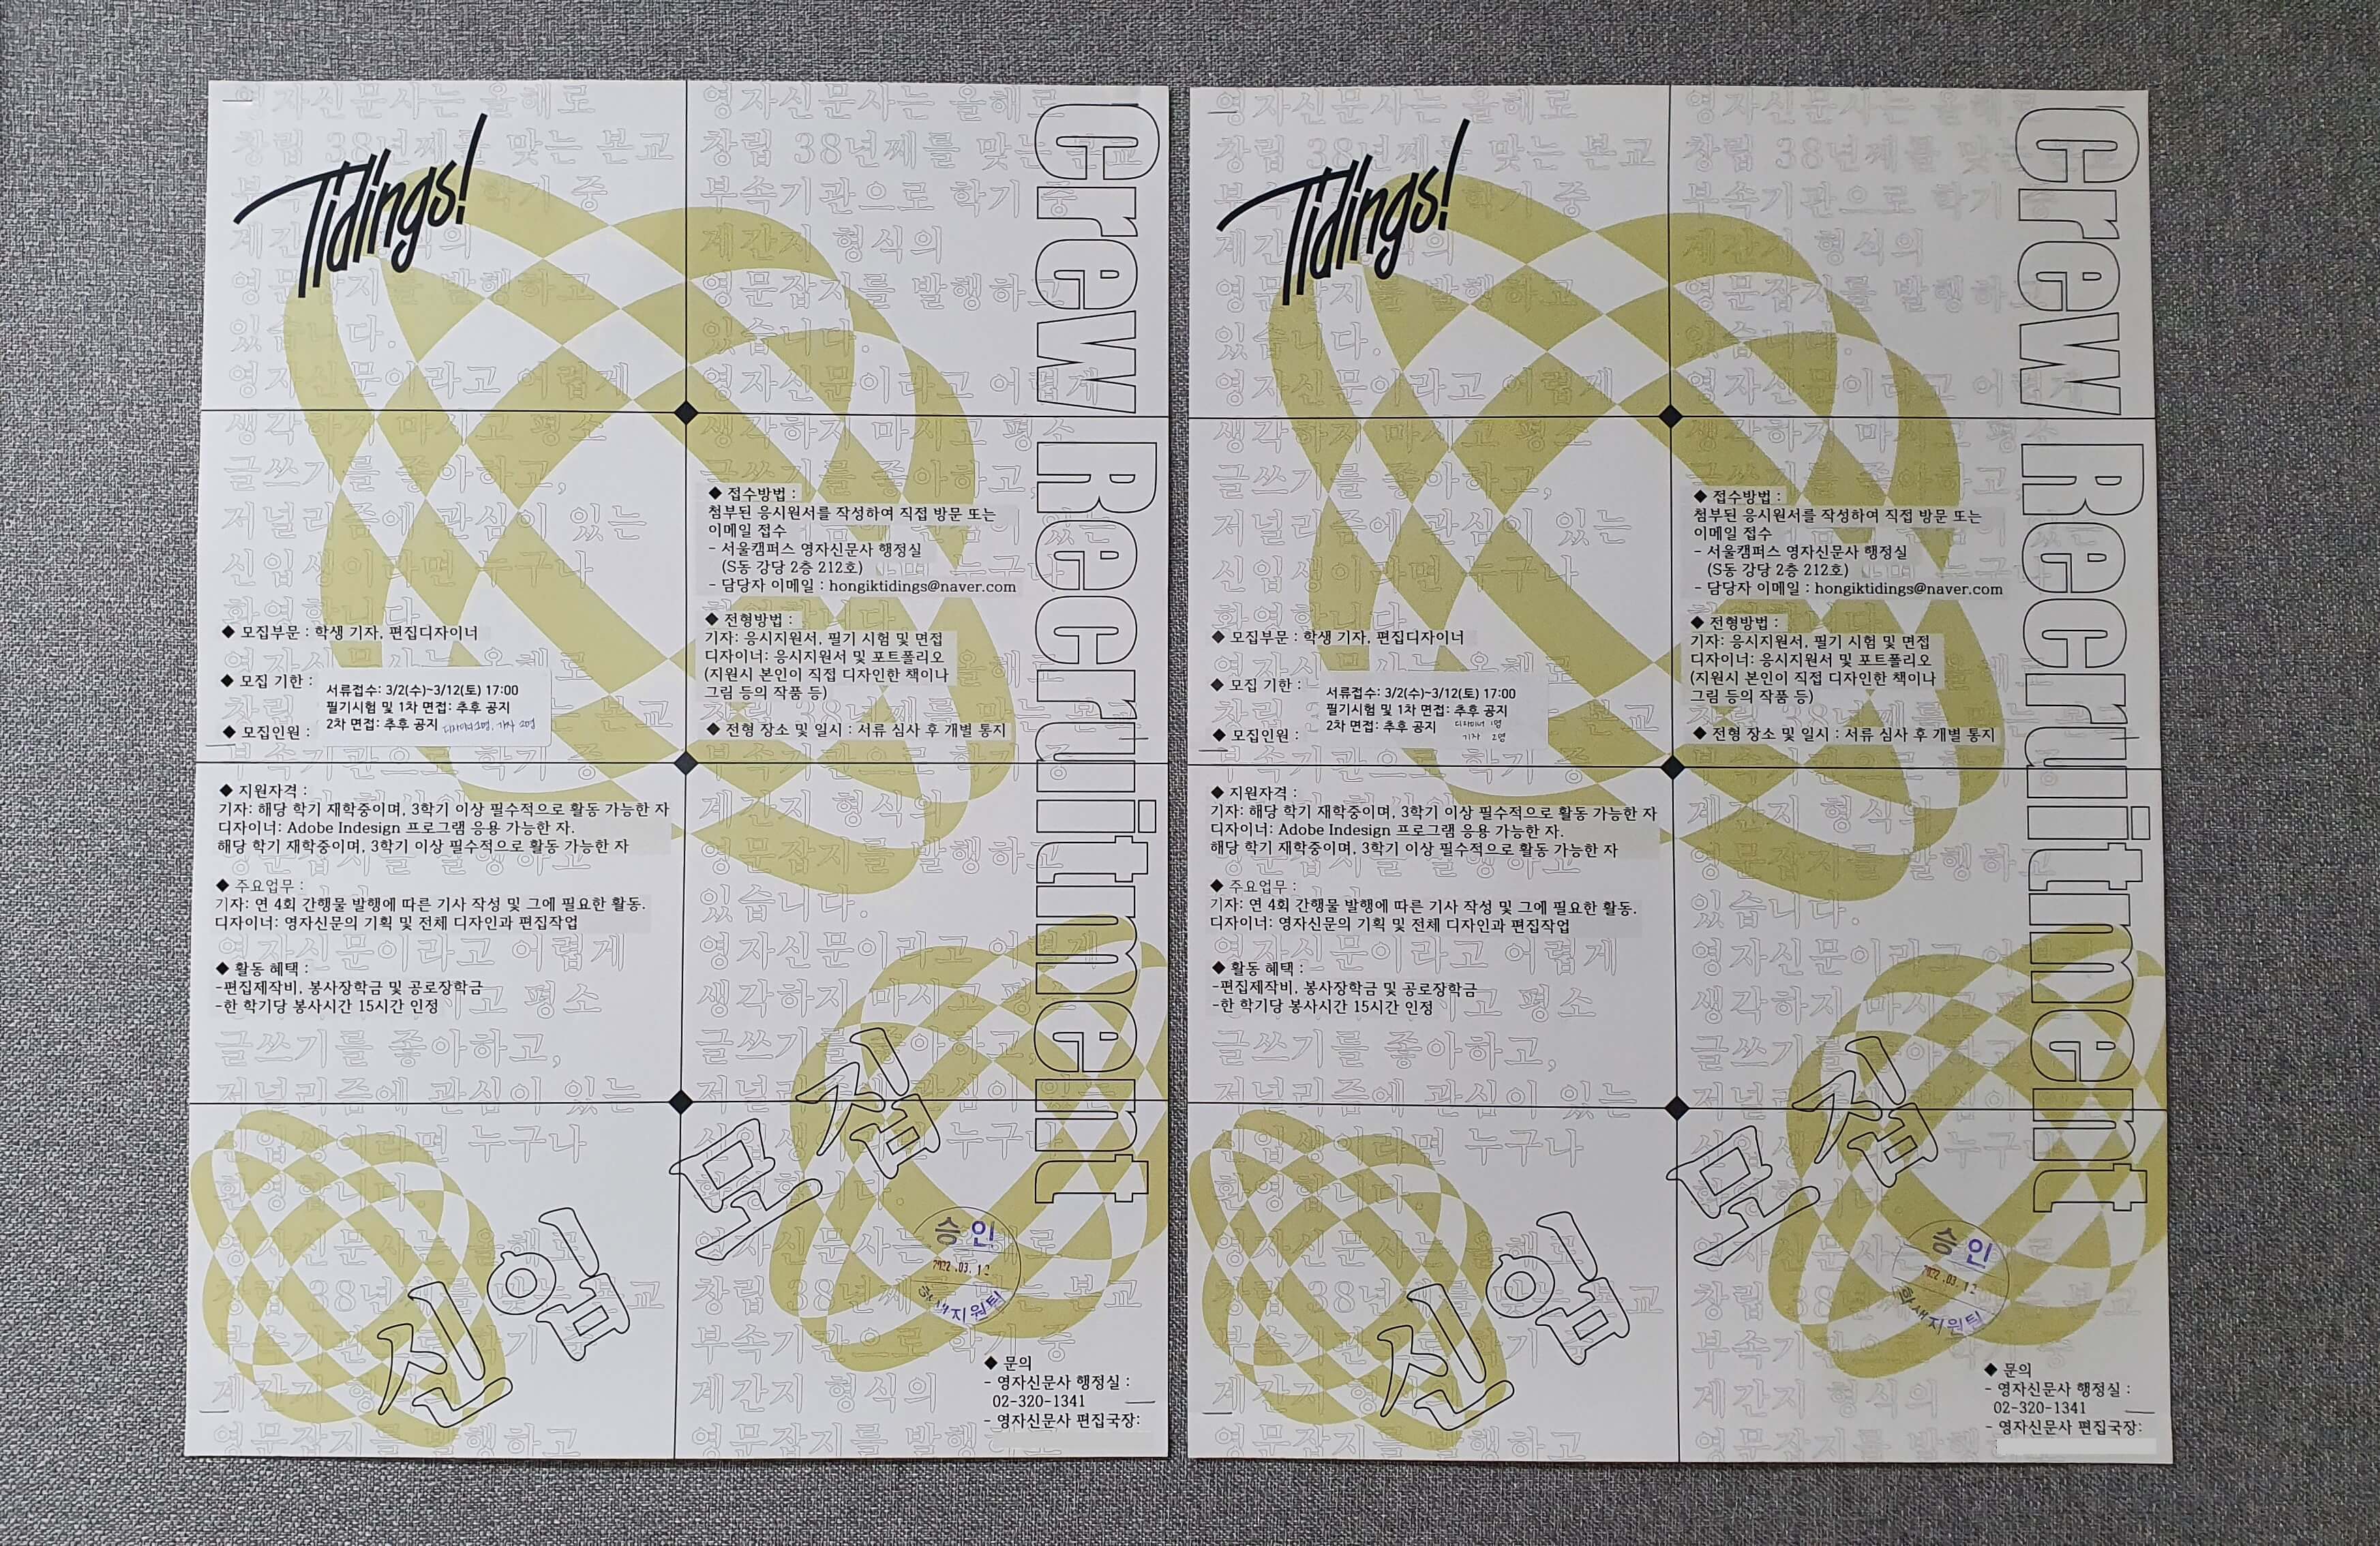 Tidings!
Crew Recruitment
영자신문사는 올해로
창립 38년째를 맞는 본교
부속기관으로 학기 중
계간지 형식의
영문잡지를 발행하고
있습니다.
영자신문이라고 어렵게
생각하지 마시고 평소
글쓰기를 좋아하고,
저널리즘에 관심이 있는
신입생이라면 누구나
환영합니다.
◆ 모집부문 : 학생 기자, 편집디자이너
◆ 모집 기한 :
서류접수: 3/2(수)~3/12(토) 17:00
필기시험 및 1차 면접: 추후 공지
2차 면접: 추후 공지
◆ 모집인원 :
디자이너 기자 2명
◆ 접수방법 :
첨부된 응시원서를 작성하여 직접 방문 또는
이메일 접수
- 서울캠퍼스 영자신문사 행정실
(S동 강당 2층 212호)
- 담당자 이메일 : hongiktidings@naver.com
◆ 전형방법 :
기자: 응시지원서, 필기 시험 및 면접
디자이너: 응시지원서 및 포트폴리오
(지원시 본인이 직접 디자인한 책이나
그림 등의 작품 등)
◆ 전형 장소 및 일시 : 서류 심사 후 개별 통지
◆ 지원자격 :
기자: 해당 학기 재학중이며, 3학기 이상 필수적으로 활동 가능한 자
디자이너: Adobe Indesign 프로그램 응용 가능한 자.
해당 학기 재학중이며, 3학기 이상 필수적으로 활동 가능한 자
◆ 주요업무 :
기자: 연 4회 간행물 발행에 따른 기사 작성 및 그에 필요한 활동.
디자이너: 영자신문의 기획 및 전체 디자인과 편집작업
◆ 활동 혜택 :
-편집제작비, 봉사장학금 및 공로장학금
-한 학기당 봉사시간 15시간 인정
신입 모집
승인
2022.03.12
학생지원팀
◆ 문의
- 영자신문사 행정실 :
02-320-1341
- 영자신문사 편집국장:
Tidings!
Crew Recruitment
영자신문사는 올해로
창립 38년째를 맞는 본교
부속기관으로 학기 중
계간지 형식의
영문잡지를 발행하고
있습니다.
영자신문이라고 어렵게
생각하지 마시고 평소
글쓰기를 좋아하고,
저널리즘에 관심이 있는
신입생이라면 누구나
환영합니다.
◆ 모집부문 : 학생 기자, 편집디자이너
◆ 모집 기한 :
서류접수: 3/2(수)~3/12(토) 17:00
필기시험 및 1차 면접: 추후 공지
2차 면접: 추후 공지
◆ 모집인원 :
디자이너 1명
기자 2명
◆ 접수방법 :
첨부된 응시원서를 작성하여 직접 방문 또는
이메일 접수
- 서울캠퍼스 영자신문사 행정실
(S동 강당 2층 212호)
- 담당자 이메일 : hongiktidings@naver.com
◆ 전형방법 :
기자: 응시지원서, 필기 시험 및 면접
디자이너: 응시지원서 및 포트폴리오
(지원시 본인이 직접 디자인한 책이나
그림 등의 작품 등)
◆ 전형 장소 및 일시 : 서류 심사 후 개별 통지
◆ 지원자격 :
기자: 해당 학기 재학중이며, 3학기 이상 필수적으로 활동 가능한 자
디자이너: Adobe Indesign 프로그램 응용 가능한 자.
해당 학기 재학중이며, 3학기 이상 필수적으로 활동 가능한 자
◆ 주요업무 :
기자: 연 4회 간행물 발행에 따른 기사 작성 및 그에 필요한 활동.
디자이너: 영자신문의 기획 및 전체 디자인과 편집작업
◆ 활동 혜택 :
-편집제작비, 봉사장학금 및 공로장학금
-한 학기당 봉사시간 15시간 인정
신입 모집
승인
2022.03.12
학생지원팀
◆ 문의
- 영자신문사 행정실 :
02-320-1341
- 영자신문사 편집국장: